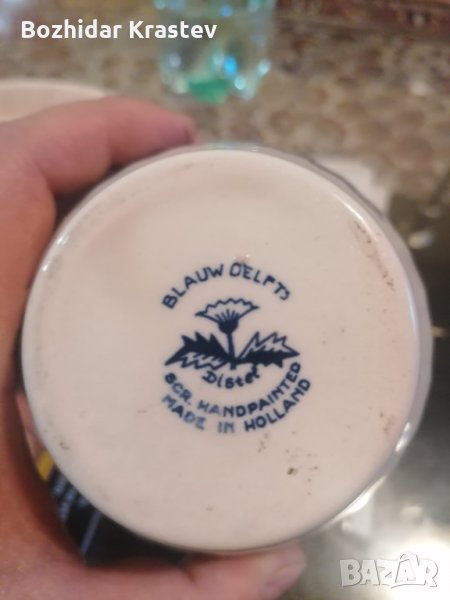 Bozhidar Krastev
BLAUW DELFTS
Distel
SCR. HANDPAINTED
MADE IN HOLLAND
BAZAR